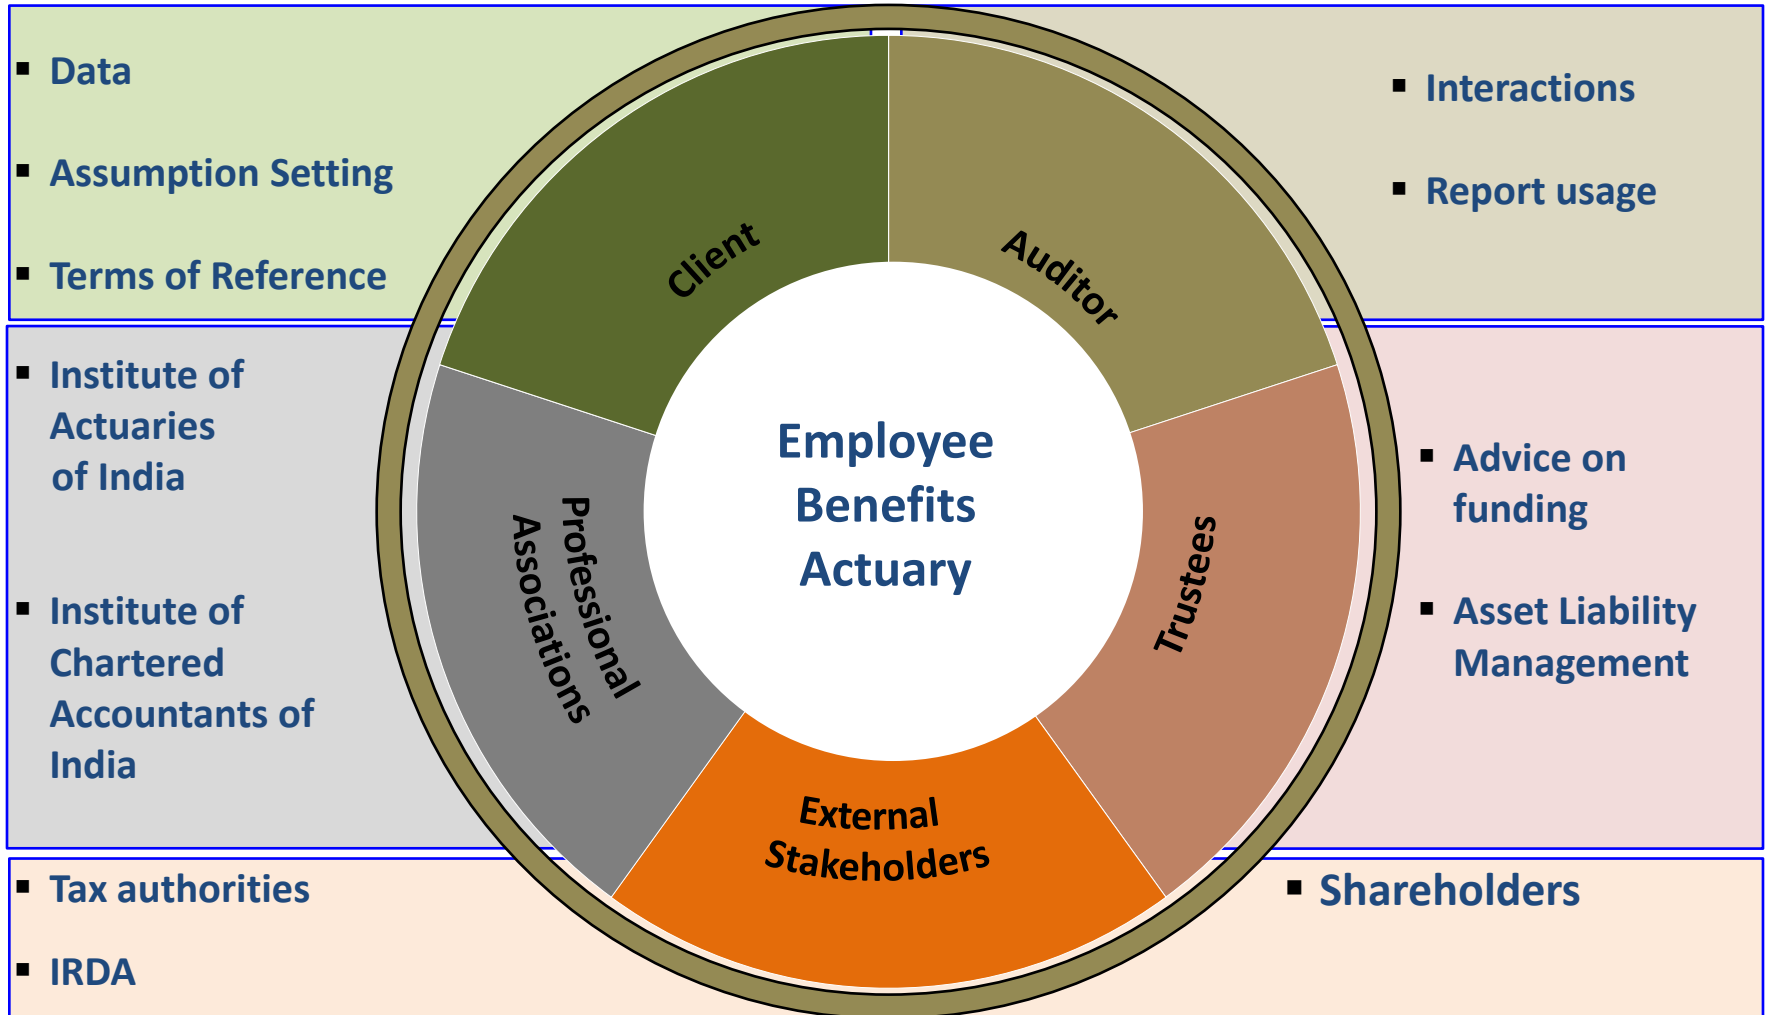 ▪ Data
▪ Assumption Setting
▪ Terms of Reference
Client
Auditor
▪ Interactions
▪ Report usage
▪ Institute of
Actuaries
of India
▪ Institute of
Chartered
Accountants of
India
Professional
Associations
Employee
Benefits
Actuary
Trustees
▪ Advice on
funding
▪ Asset Liability
Management
External
Stakeholders
▪ Tax authorities
▪ IRDA
▪ Shareholders